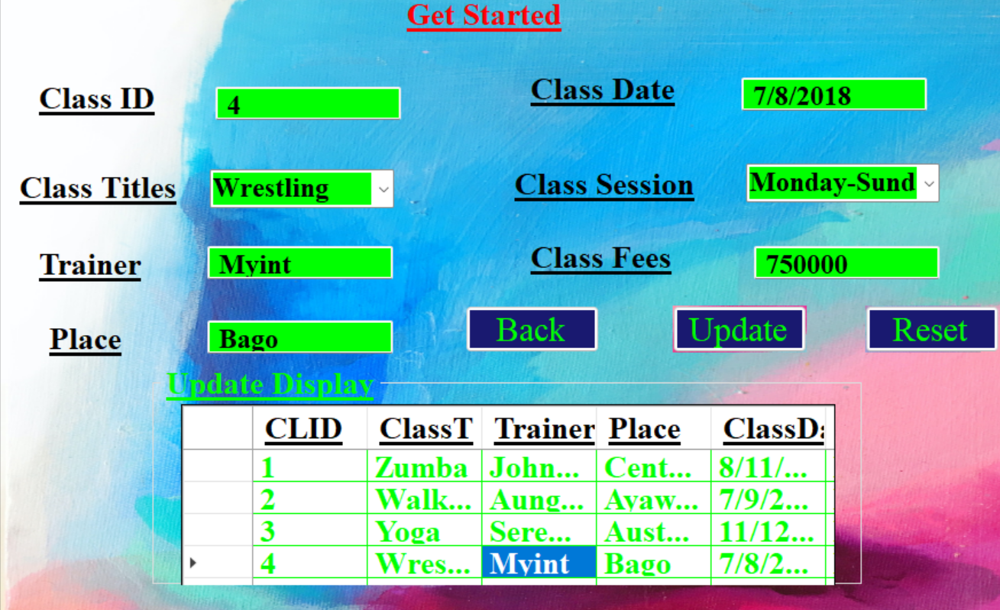 Get Started
Class ID 4 Class Date 7/8/2018
Class Titles Wrestling Class Session Monday-Sund
Trainer Myint Class Fees 750000
Place Bago Back Update Reset
Update Display
CLID ClassT Trainer Place ClassDa
1 Zumba John... Cent... 8/11/...
2 Walk... Aung... Ayaw... 7/9/2...
3 Yoga Sere... Aust... 11/12...
4 Wres... Myint Bago 7/8/2...